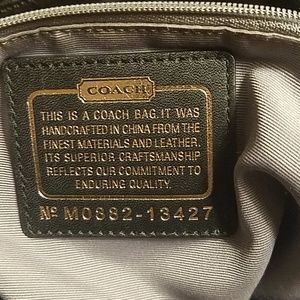 COACH
THIS IS A COACH BAG. IT WAS
HANDCRAFTED IN CHINA FROM THE
FINEST MATERIALS AND LEATHER.
ITS SUPERIOR CRAFTSMANSHIP
REFLECTS OUR COMMITMENT TO
ENDURING QUALITY.
Nº M0882-13427